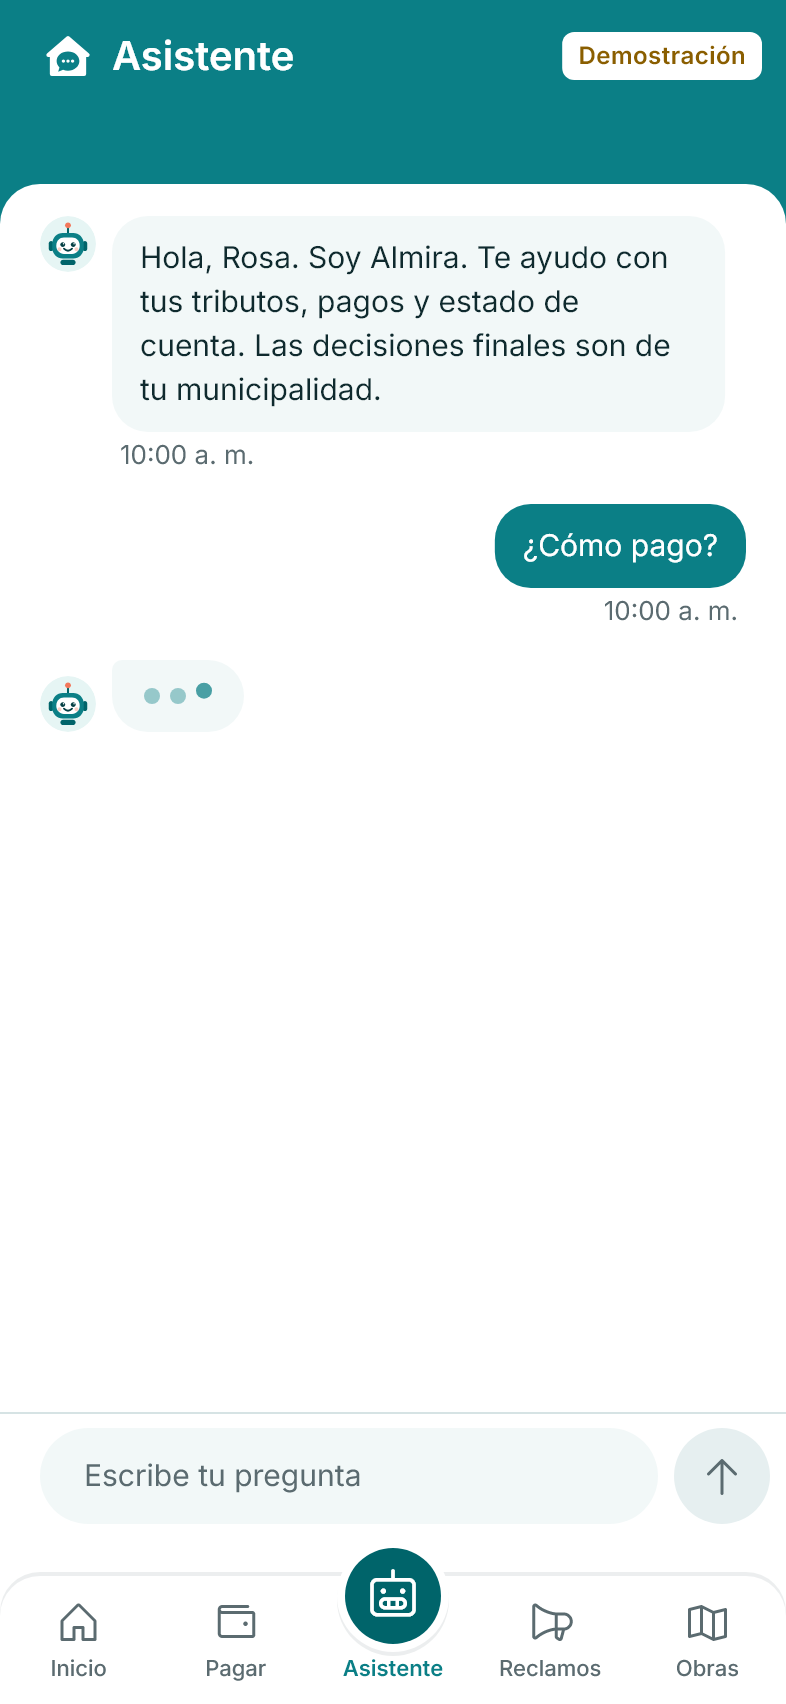 Asistente
Demostración
Hola, Rosa. Soy Almira. Te ayudo con
tus tributos, pagos y estado de
cuenta. Las decisiones finales son de
tu municipalidad.
10:00 a. m.
¿Cómo pago?
10:00 a. m.
Escribe tu pregunta
Inicio
Pagar
Asistente
Reclamos
Obras